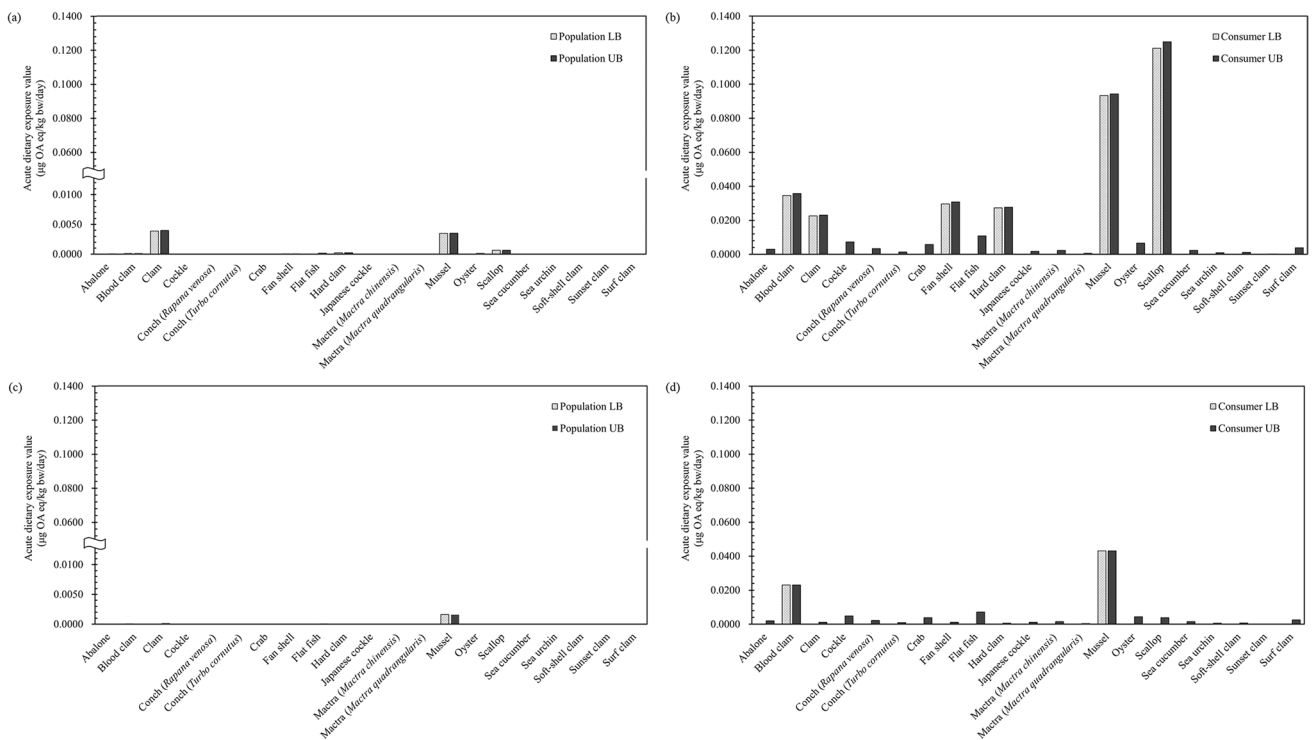 (a)
Acute dietary exposure value
(µg OA eq/kg bw/day)
0.1400
0.1200
0.1000
0.0800
0.0600
0.0100
0.0050
0.0000
Population LB
Population UB
Abalone
Blood clam
Clam
Cockle
Conch (Rapana venosa)
Conch (Turbo cornutus)
Crab
Fan shell
Flat fish
Hard clam
Japanese cockle
Mactra (Mactra chinensis)
Mactra (Mactra quadrangularis)
Mussel
Oyster
Scallop
Sea cucumber
Sea urchin
Soft-shell clam
Sunset clam
Surf clam
(b)
Acute dietary exposure value
(µg OA eq/kg bw/day)
0.1400
0.1200
0.1000
0.0800
0.0600
0.0400
0.0200
0.0000
Consumer LB
Consumer UB
Abalone
Blood clam
Clam
Cockle
Conch (Rapana venosa)
Conch (Turbo cornutus)
Crab
Fan shell
Flat fish
Hard clam
Japanese cockle
Mactra (Mactra chinensis)
Mactra (Mactra quadrangularis)
Mussel
Oyster
Scallop
Sea cucumber
Sea urchin
Soft-shell clam
Sunset clam
Surf clam
(c)
Acute dietary exposure value
(µg OA eq/kg bw/day)
0.1400
0.1200
0.1000
0.0800
0.0600
0.0100
0.0050
0.0000
Population LB
Population UB
Abalone
Blood clam
Clam
Cockle
Conch (Rapana venosa)
Conch (Turbo cornutus)
Crab
Fan shell
Flat fish
Hard clam
Japanese cockle
Mactra (Mactra chinensis)
Mactra (Mactra quadrangularis)
Mussel
Oyster
Scallop
Sea cucumber
Sea urchin
Soft-shell clam
Sunset clam
Surf clam
(d)
Acute dietary exposure value
(µg OA eq/kg bw/day)
0.1400
0.1200
0.1000
0.0800
0.0600
0.0400
0.0200
0.0000
Consumer LB
Consumer UB
Abalone
Blood clam
Clam
Cockle
Conch (Rapana venosa)
Conch (Turbo cornutus)
Crab
Fan shell
Flat fish
Hard clam
Japanese cockle
Mactra (Mactra chinensis)
Mactra (Mactra quadrangularis)
Mussel
Oyster
Scallop
Sea cucumber
Sea urchin
Soft-shell clam
Sunset clam
Surf clam